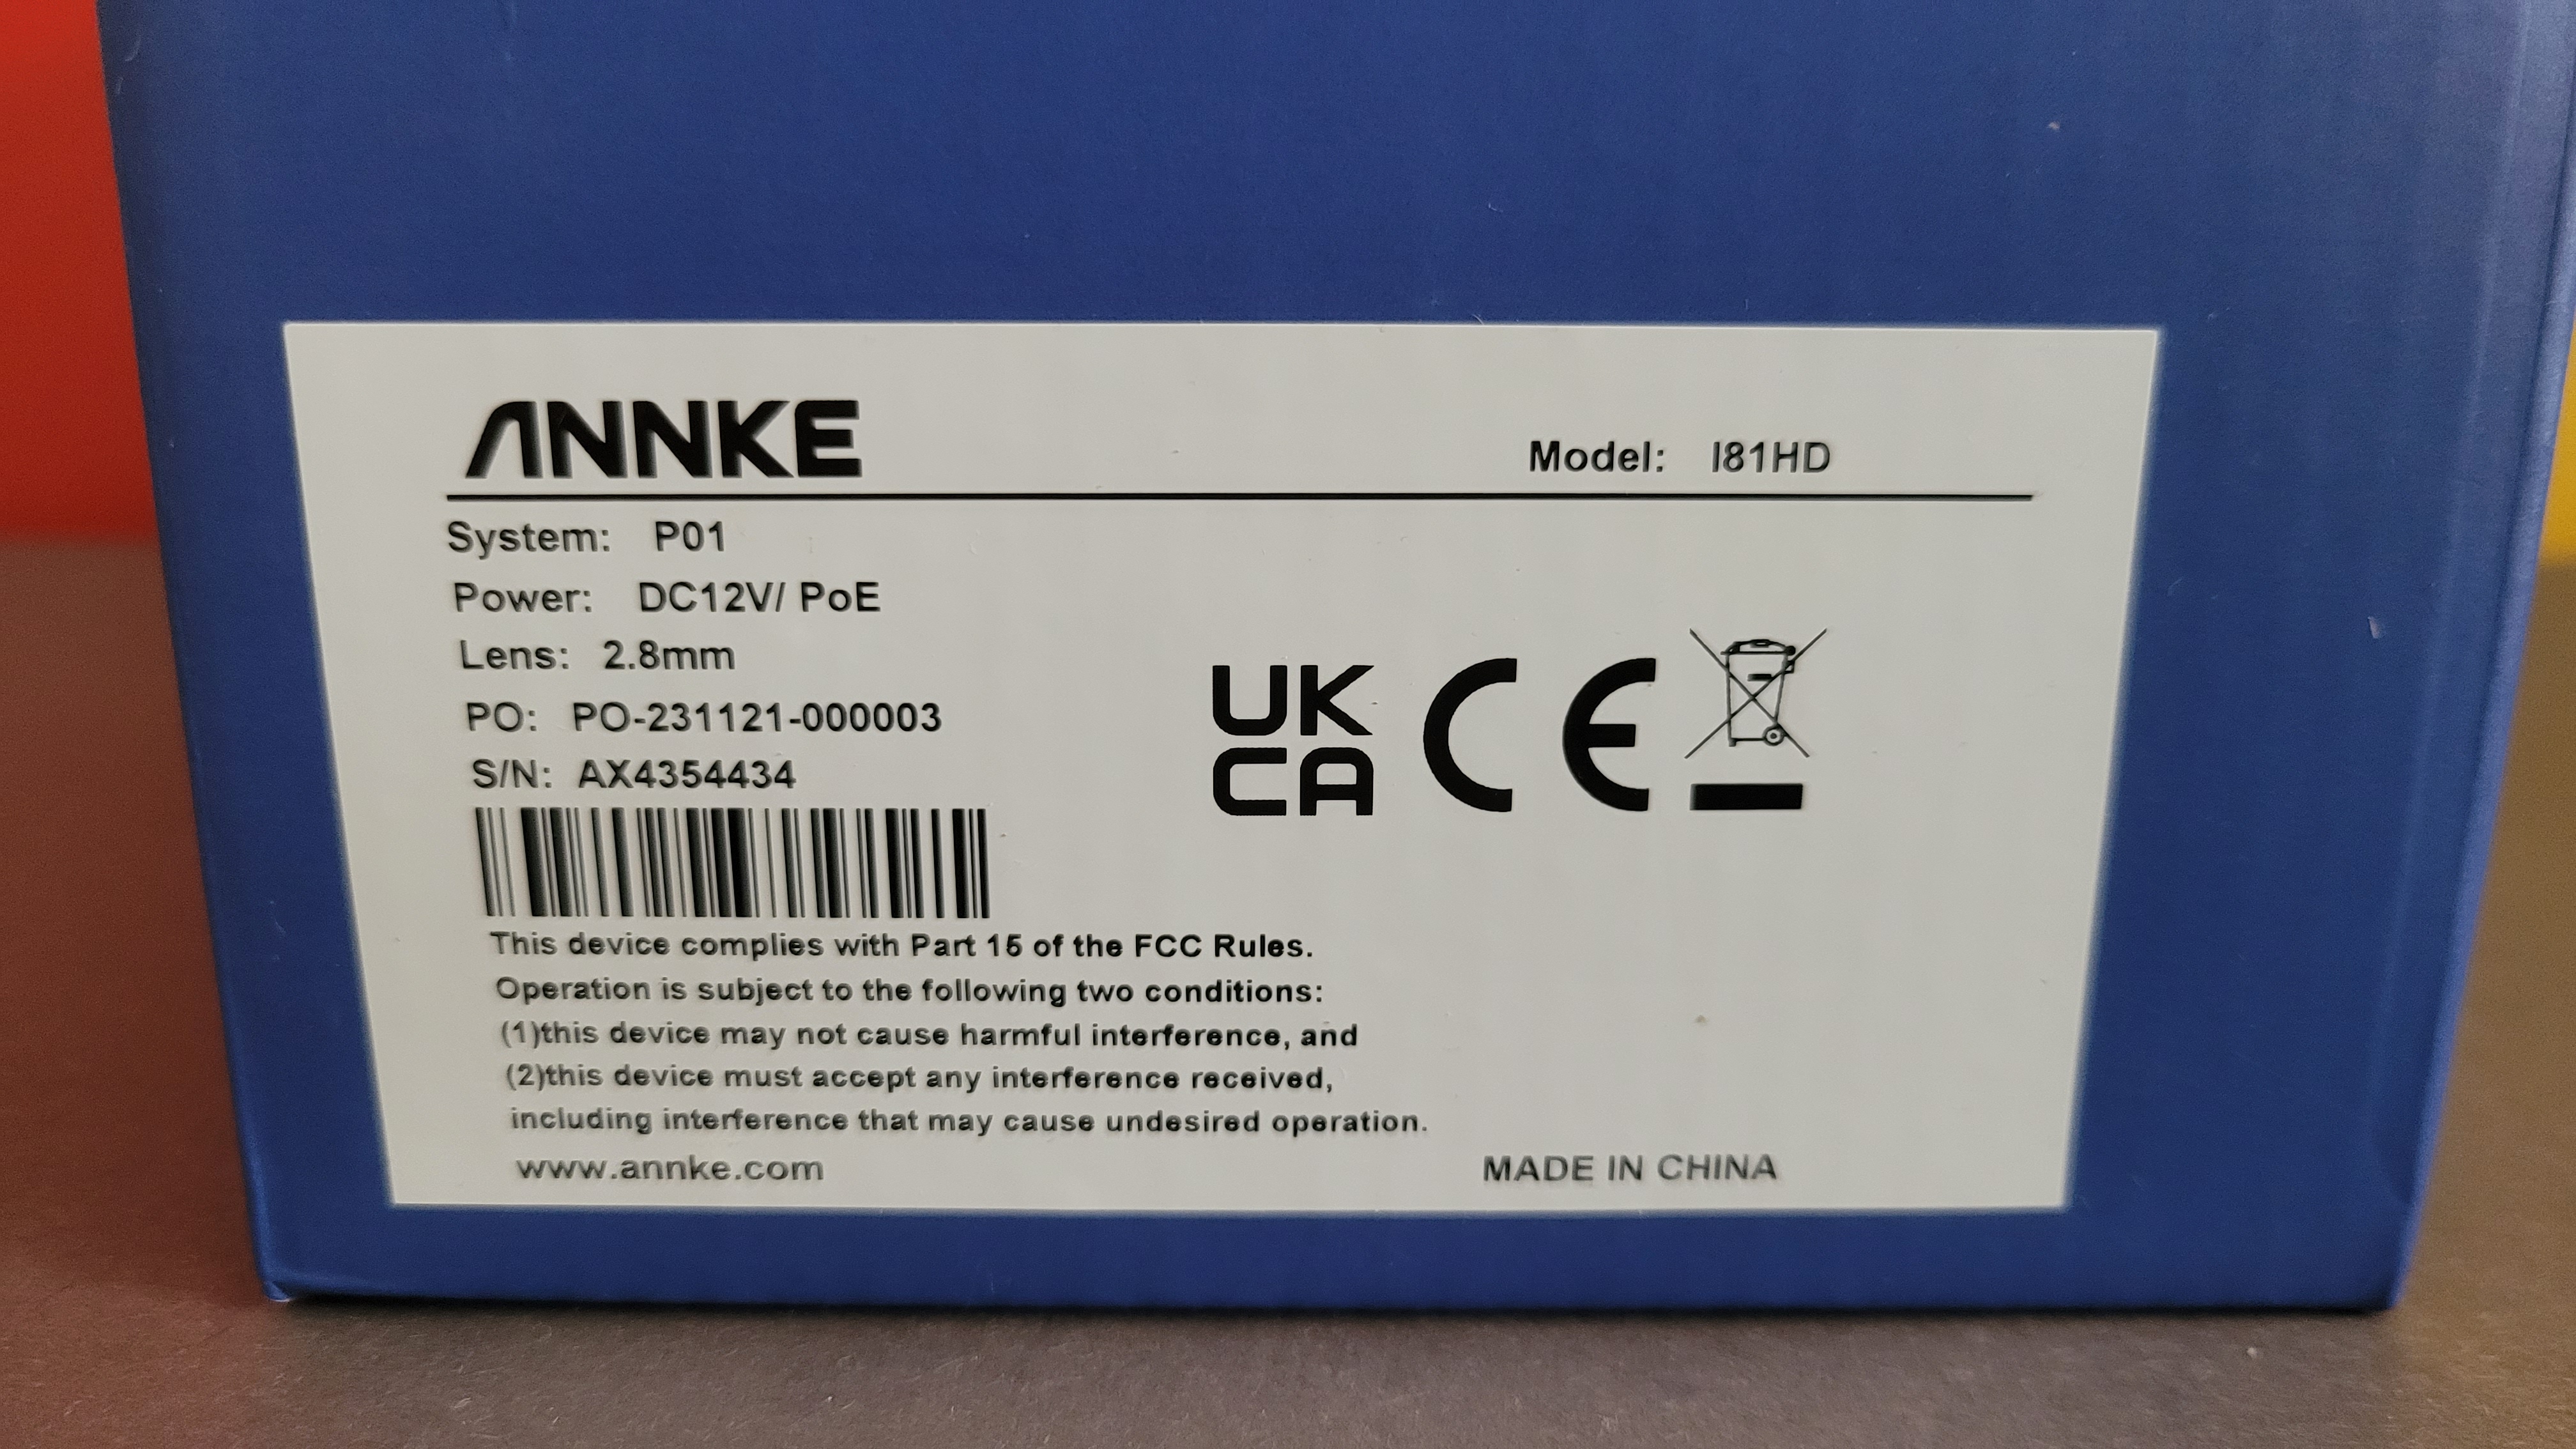 ANNKE
Model: I81HD
System: P01
Power: DC12V/ PoE
Lens: 2.8mm
PO: PO-231121-000003
S/N: AX4354434
UK
CA
CE
This device complies with Part 15 of the FCC Rules.
Operation is subject to the following two conditions:
(1)this device may not cause harmful interference, and
(2)this device must accept any interference received,
including interference that may cause undesired operation.
www.annke.com
MADE IN CHINA